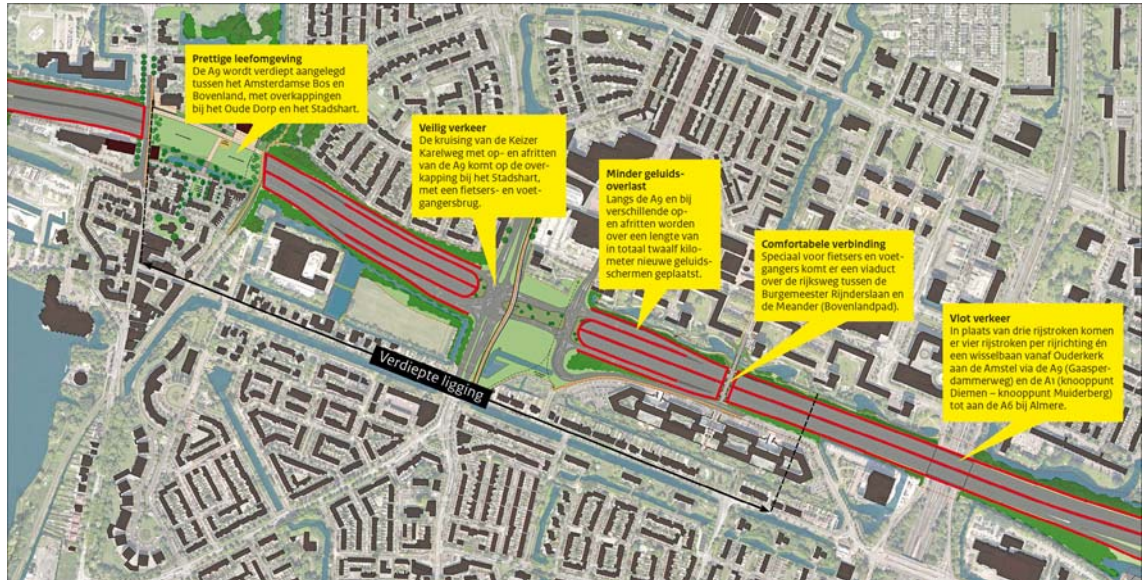 Prettige leefomgeving
De A9 wordt verdiept aangelegd
tussen het Amsterdamse Bos en
Bovenland, met overkappingen
bij het Oude Dorp en het Stadshart.
Veilig verkeer
De kruising van de Keizer
Karelweg met op- en afritten
van de A9 komt op de over-
kapping bij het Stadshart,
met een fietsers- en voet-
gangersbrug.
Minder geluids-
overlast
Langs de A9 en bij
verschillende op-
en afritten worden
over een lengte van
in totaal twaalf kilo-
meter nieuwe geluids-
schermen geplaatst.
Comfortabele verbinding
Speciaal voor fietsers en voet-
gangers komt er een viaduct
over de rijksweg tussen de
Burgemeester Rijnderslaan en
de Meander (Bovenlandpad).
Vlot verkeer
In plaats van drie rijstroken komen
er vier rijstroken per rijrichting én
een wisselbaan vanaf Ouderkerk
aan de Amstel via de A9 (Gaasper-
dammerweg) en de A1 (knooppunt
Diemen – knooppunt Muiderberg)
tot aan de A6 bij Almere.
Verdiepte ligging